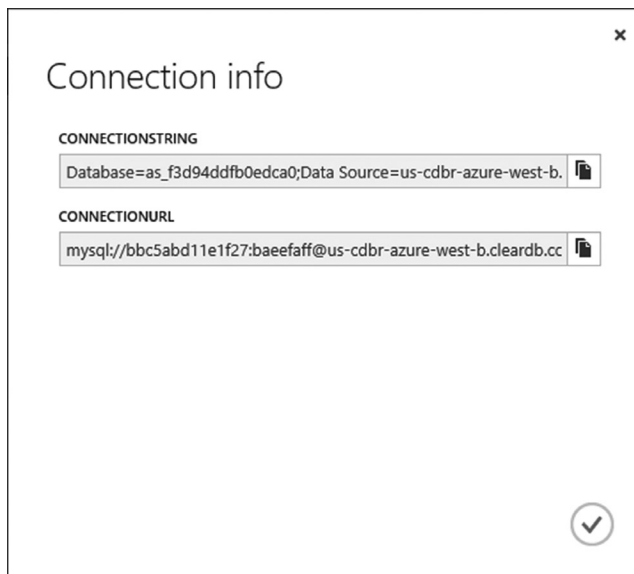 Connection info
CONNECTIONSTRING
Database=as_f3d94ddfb0edca0;Data Source=us-cdbr-azure-west-b.
CONNECTIONURL
mysql://bbc5abd11e1f27:baeefaff@us-cdbr-azure-west-b.cleardb.cc